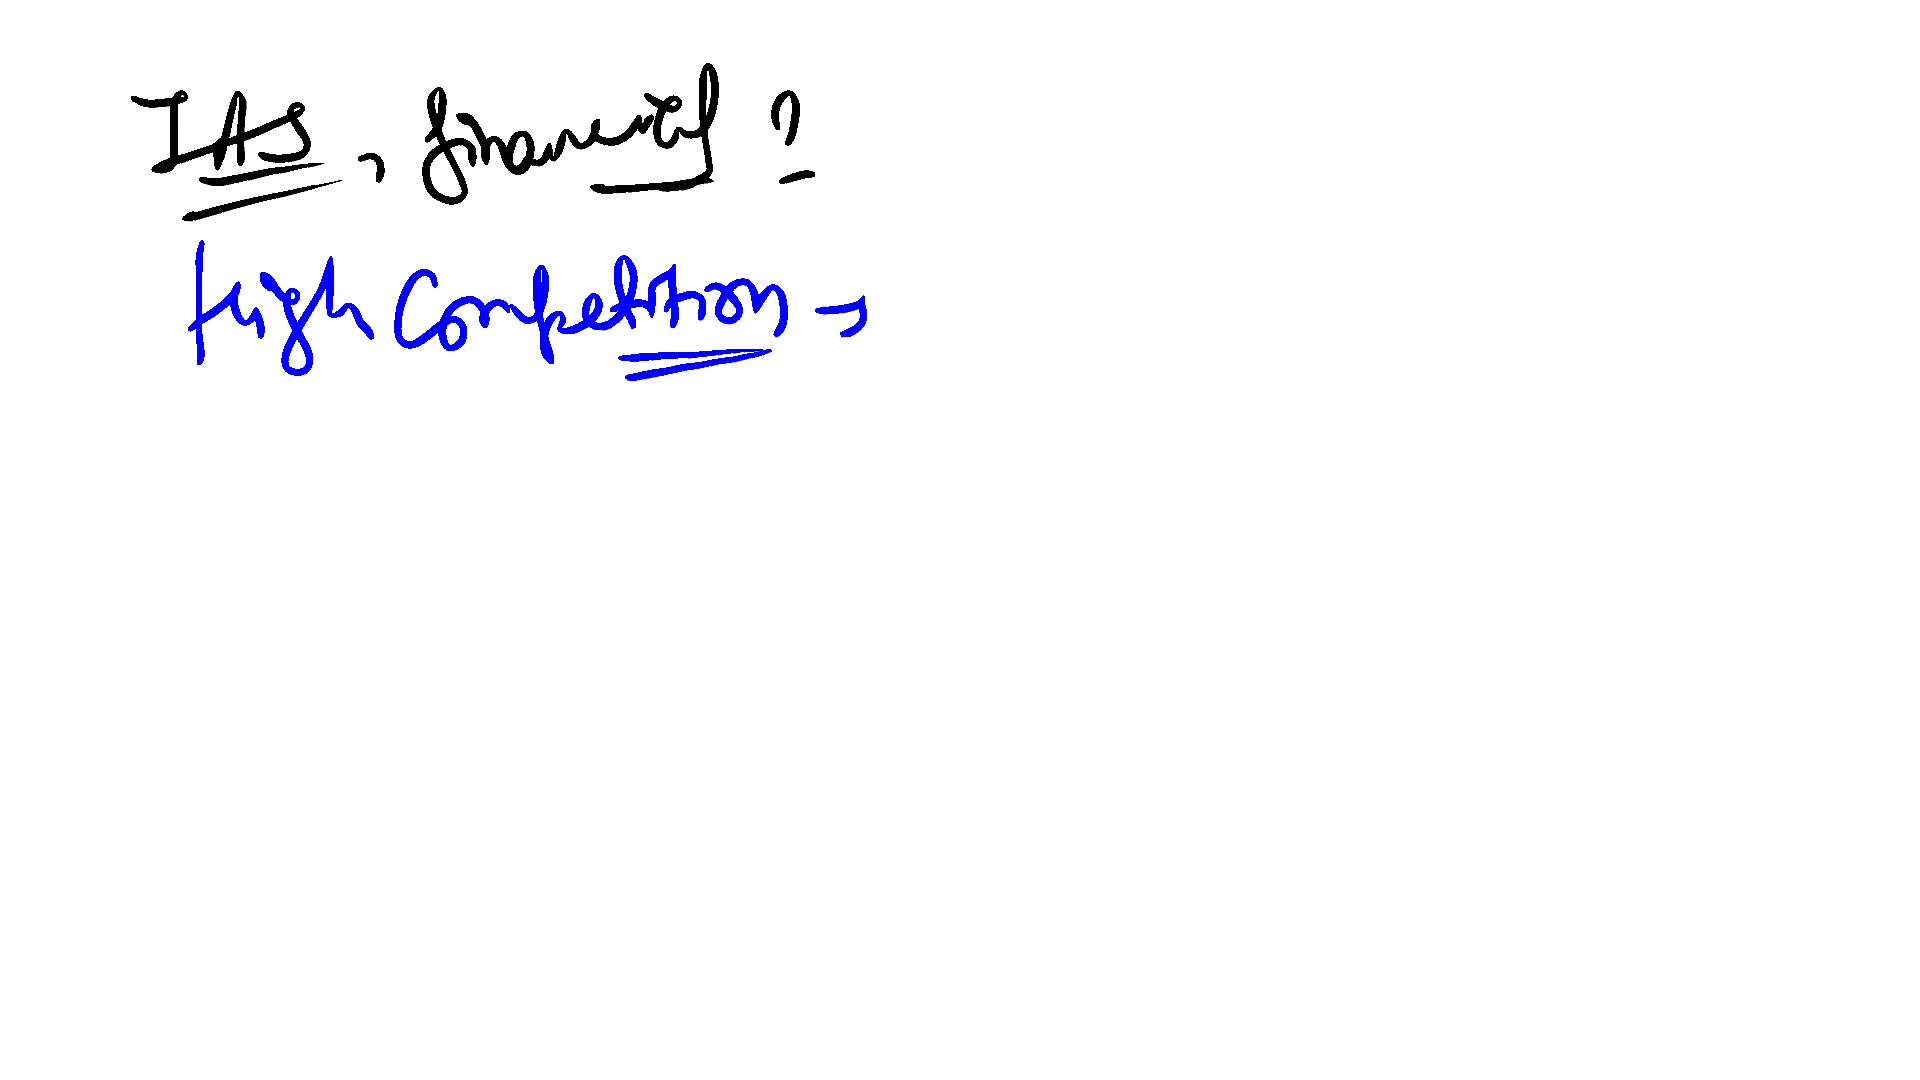 IAS, financial ?
High Competition →